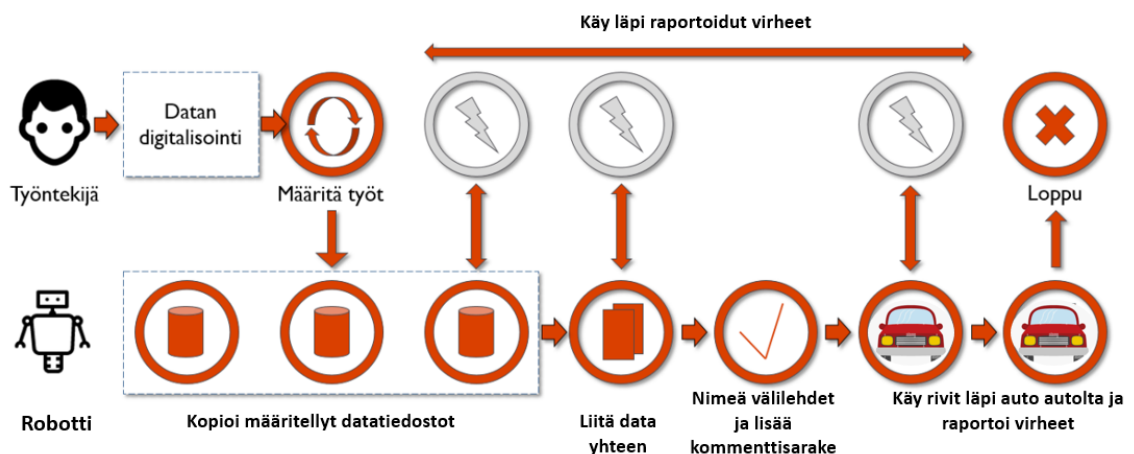 Käy läpi raportoidut virheet
Datan
digitalisointi
Työntekijä
Määritä työt
Loppu
Robotti
Kopioi määritellyt datatiedostot
Liitä data
yhteen
Nimeä välilehdet
ja lisää
kommenttisarake
Käy rivit läpi auto autolta ja
raportoi virheet